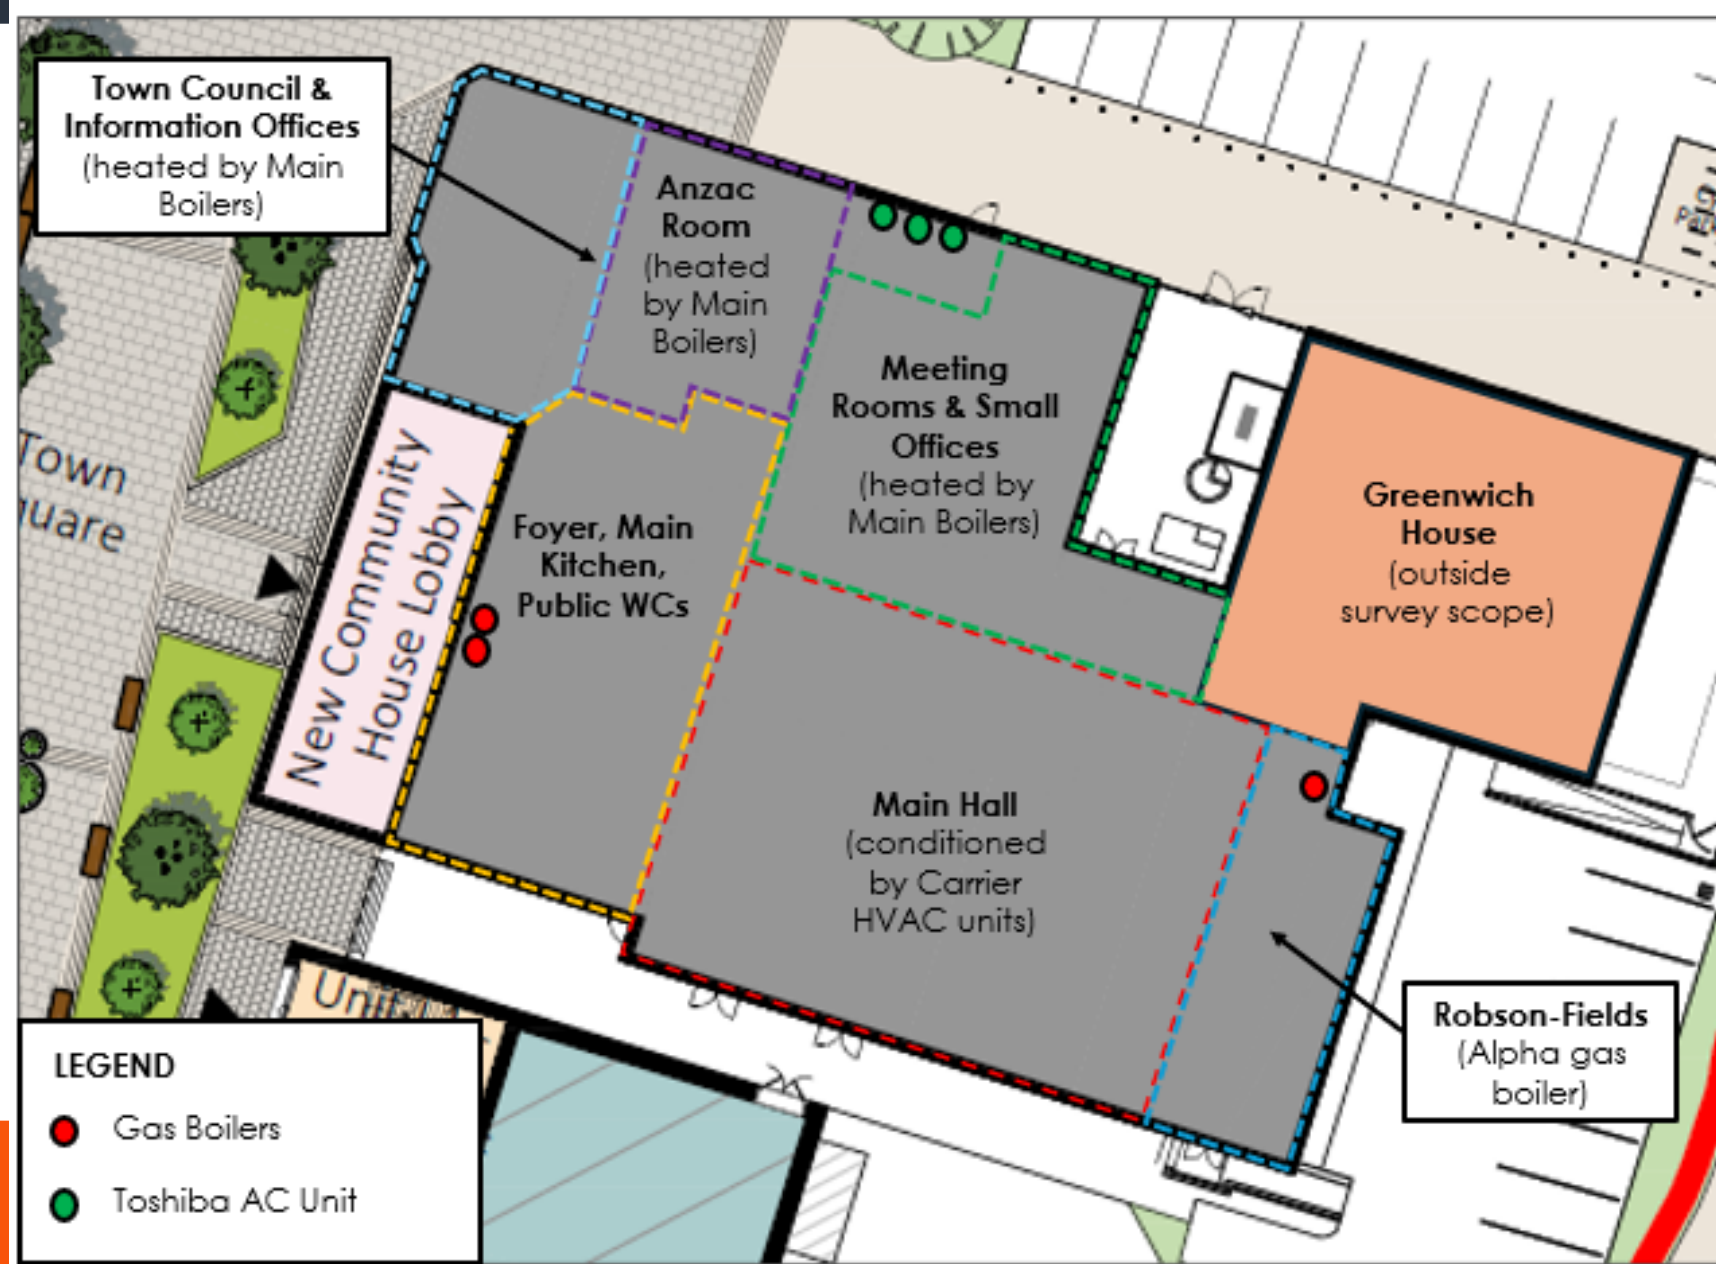 Town Council &
Information Offices
(heated by Main
Boilers)
Anzac
Room
(heated
by Main
Boilers)
Meeting
Rooms & Small
Offices
(heated by
Main Boilers)
Greenwich
House
(outside
survey scope)
Town
quare
New Community
House Lobby
Foyer, Main
Kitchen,
Public WCs
Main Hall
(conditioned
by Carrier
HVAC units)
Robson-Fields
(Alpha gas
boiler)
Unit
LEGEND
Gas Boilers
Toshiba AC Unit